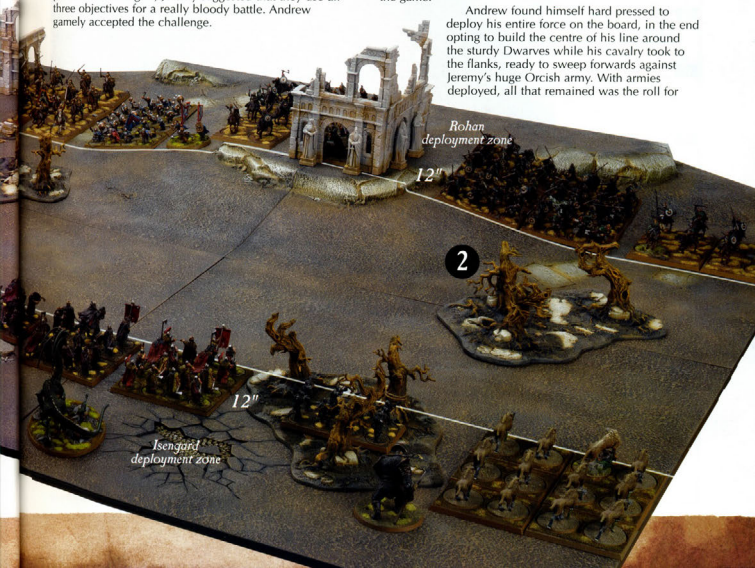 three objectives for a really bloody battle. Andrew
gamely accepted the challenge.
Andrew found himself hard pressed to
deploy his entire force on the board, in the end
opting to build the centre of his line around
the sturdy Dwarves while his cavalry took to
the flanks, ready to sweep forwards against
Jeremy's huge Orcish army. With armies
deployed, all that remained was the roll for
Rohan
deployment zone
12"
2
12"
Isengard
deployment zone